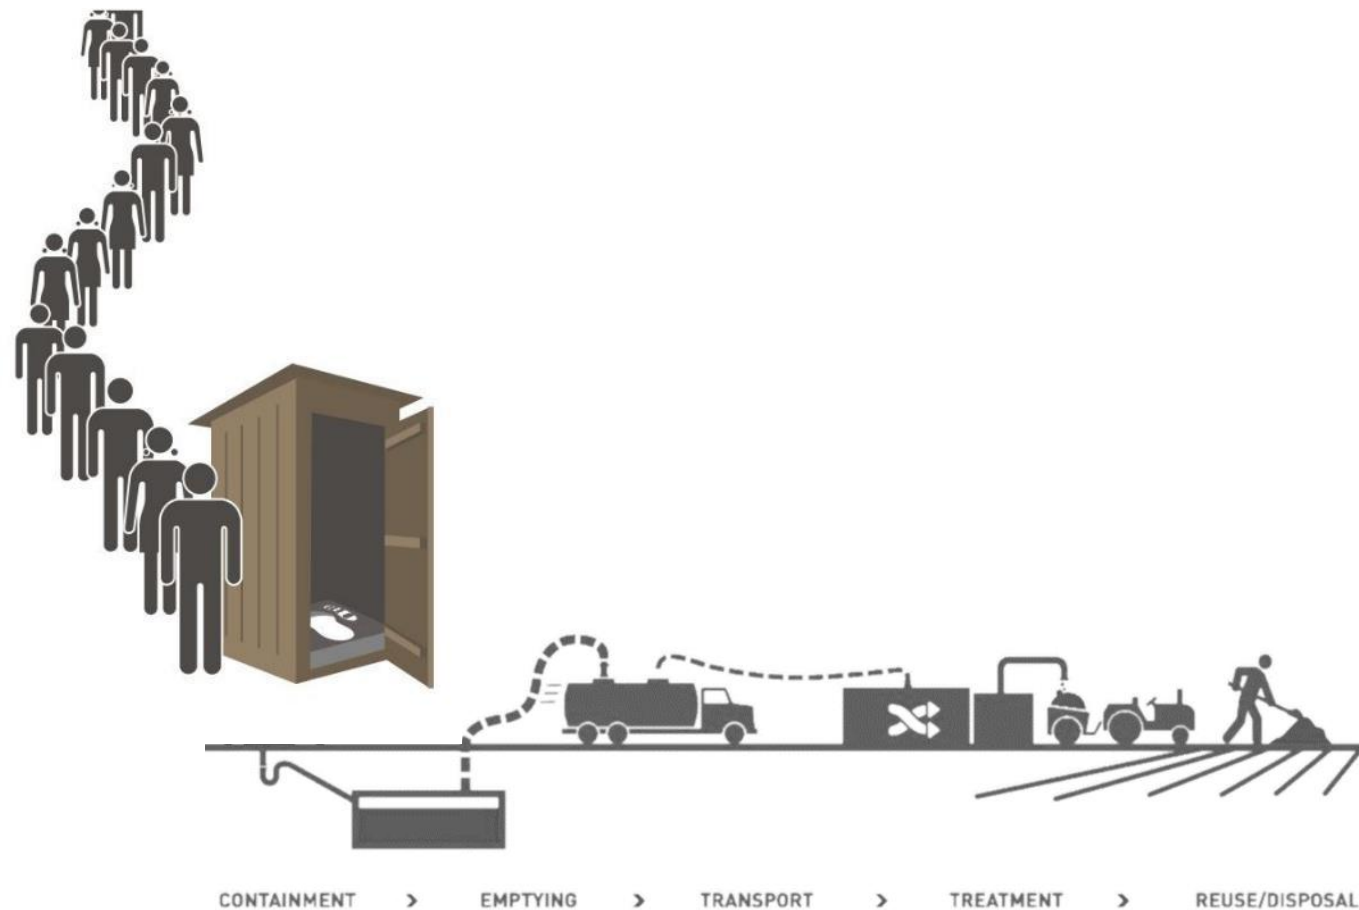 CONTAINMENT > EMPTYING > TRANSPORT > TREATMENT > REUSE/DISPOSAL